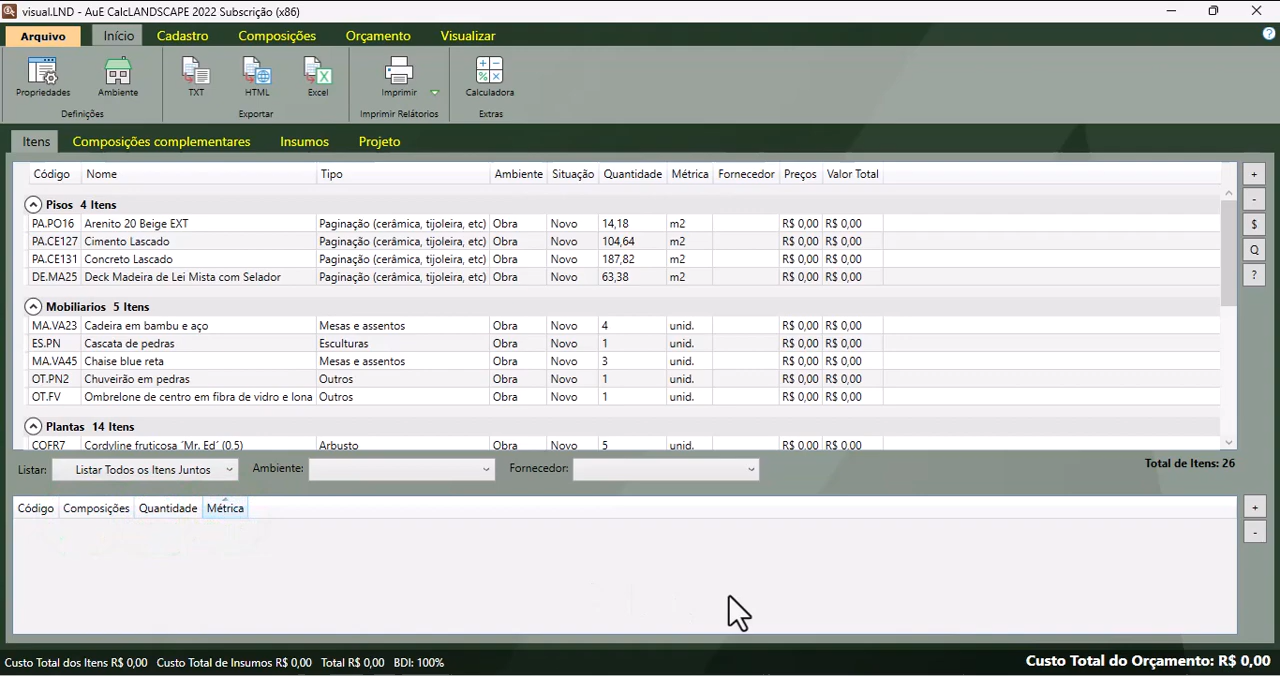 visual.LND - AuE CalcLANDSCAPE 2022 Subscrição (x86)
Arquivo Início Cadastro Composições Orçamento Visualizar ?
Propriedades Ambiente TXT HTML Excel Imprimir Calculadora
Definições Exportar Imprimir Relátorios Extras
Itens Composições complementares Insumos Projeto
Código Nome Tipo Ambiente Situação Quantidade Métrica Fornecedor Preços Valor Total +
Pisos 4 Itens -
PA.PO16 Arenito 20 Beige EXT Paginação (cerâmica, tijoleira, etc) Obra Novo 14,18 m2 R$ 0,00 R$ 0,00 $
PA.CE127 Cimento Lascado Paginação (cerâmica, tijoleira, etc) Obra Novo 104,64 m2 R$ 0,00 R$ 0,00 Q
PA.CE131 Concreto Lascado Paginação (cerâmica, tijoleira, etc) Obra Novo 187,82 m2 R$ 0,00 R$ 0,00
DE.MA25 Deck Madeira de Lei Mista com Selador Paginação (cerâmica, tijoleira, etc) Obra Novo 63,38 m2 R$ 0,00 R$ 0,00 ?
Mobiliarios 5 Itens
MA.VA23 Cadeira em bambu e aço Mesas e assentos Obra Novo 4 unid. R$ 0,00 R$ 0,00
ES.PN Cascata de pedras Esculturas Obra Novo 1 unid. R$ 0,00 R$ 0,00
MA.VA45 Chaise blue reta Mesas e assentos Obra Novo 3 unid. R$ 0,00 R$ 0,00
OT.PN2 Chuveirão em pedras Outros Obra Novo 1 unid. R$ 0,00 R$ 0,00
OT.FV Ombrelone de centro em fibra de vidro e lona Outros Obra Novo 1 unid. R$ 0,00 R$ 0,00
Plantas 14 Itens
COFR7 Cordyline fruticosa ´Mr. Ed´ (0.5) Arbusto Obra Novo 5 unid. R$ 0,00 R$ 0,00
Listar: Listar Todos os Itens Juntos Ambiente: Fornecedor: Total de Itens: 26
Código Composições Quantidade Métrica +
-
Custo Total dos Itens R$ 0,00 Custo Total de Insumos R$ 0,00 Total R$ 0,00 BDI: 100% Custo Total do Orçamento: R$ 0,00